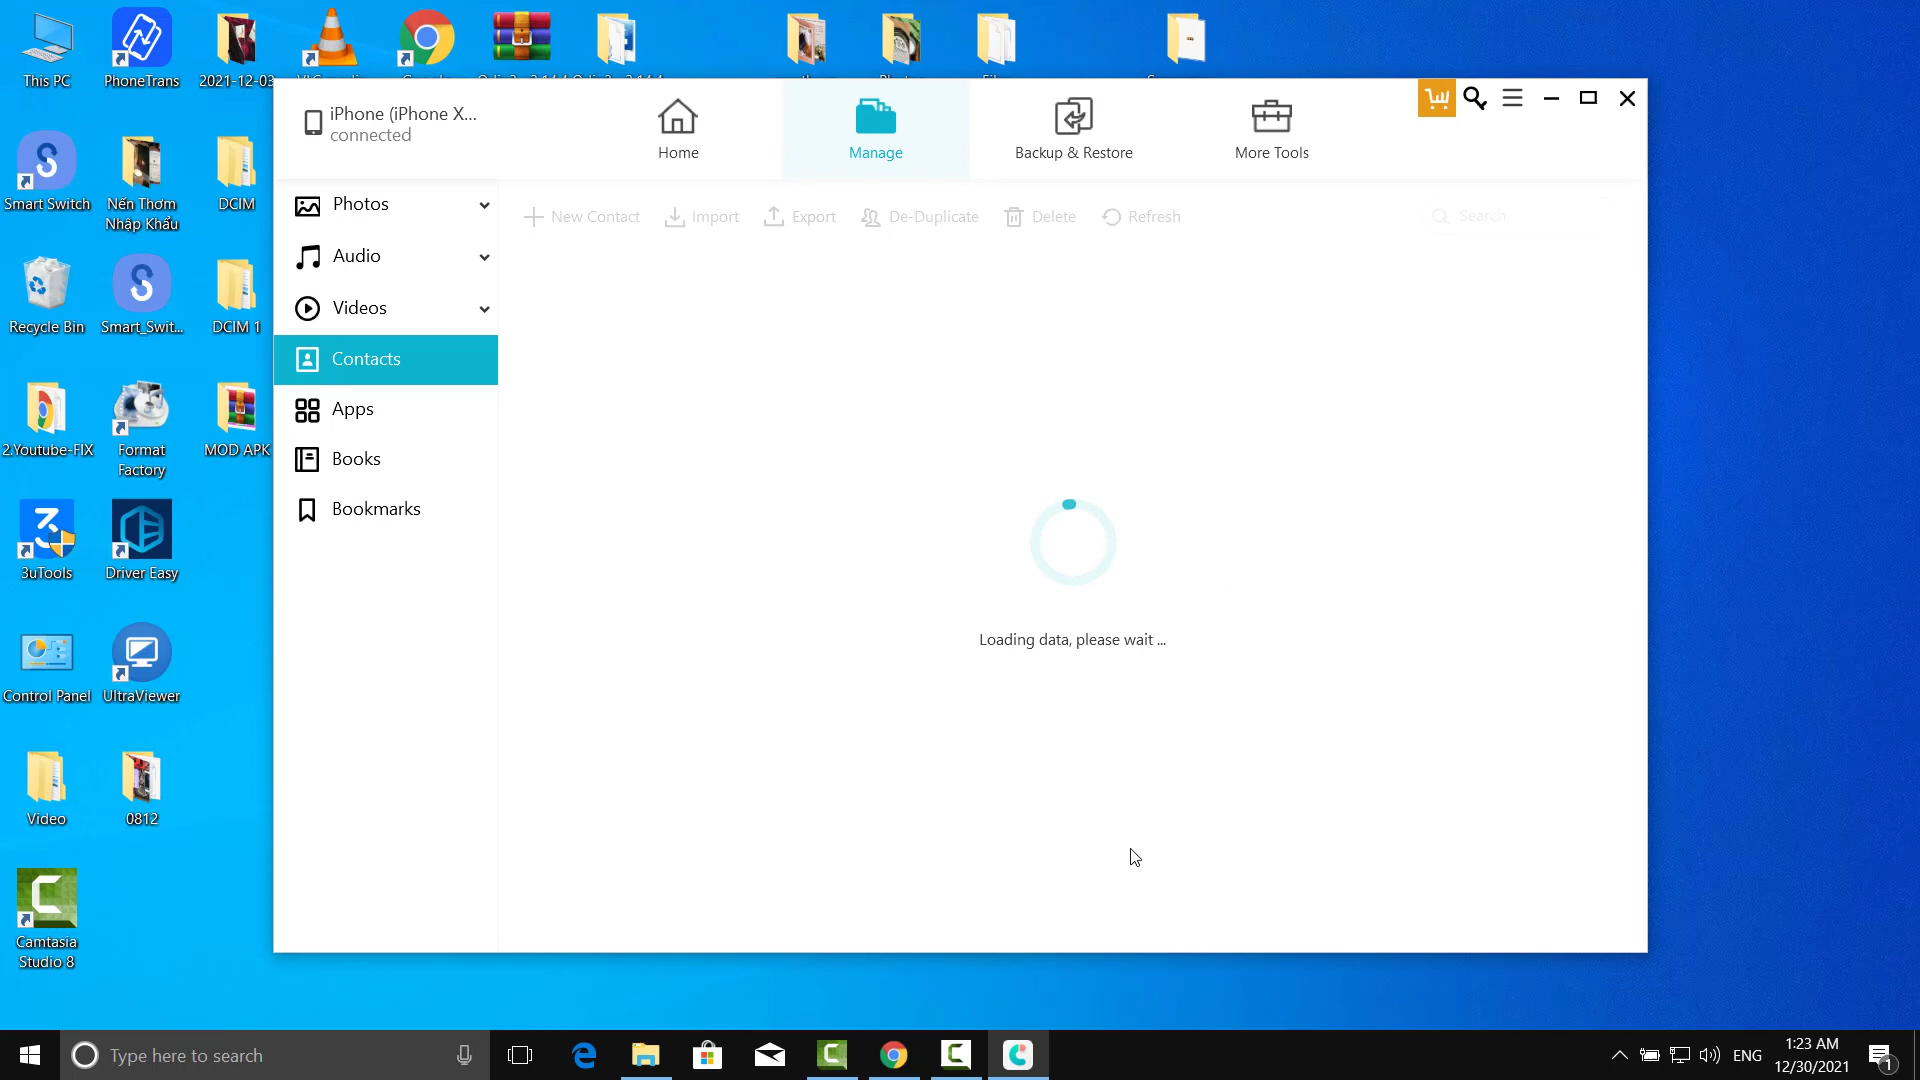 This PC
PhoneTrans
2021-12-03
iPhone (iPhone X...
connected
Home
Manage
Backup & Restore
More Tools
Smart Switch
Nến Thơm
Nhập Khẩu
DCIM
Photos
New Contact
Import
Export
De-Duplicate
Delete
Refresh
Search
Audio
Videos
Recycle Bin
Smart_Swit...
DCIM 1
Contacts
Apps
2.Youtube-FIX
Format
Factory
MOD APK
Books
Bookmarks
3uTools
Driver Easy
Loading data, please wait ...
Control Panel
UltraViewer
Video
0812
Camtasia
Studio 8
Type here to search
ENG
1:23 AM
12/30/2021
1